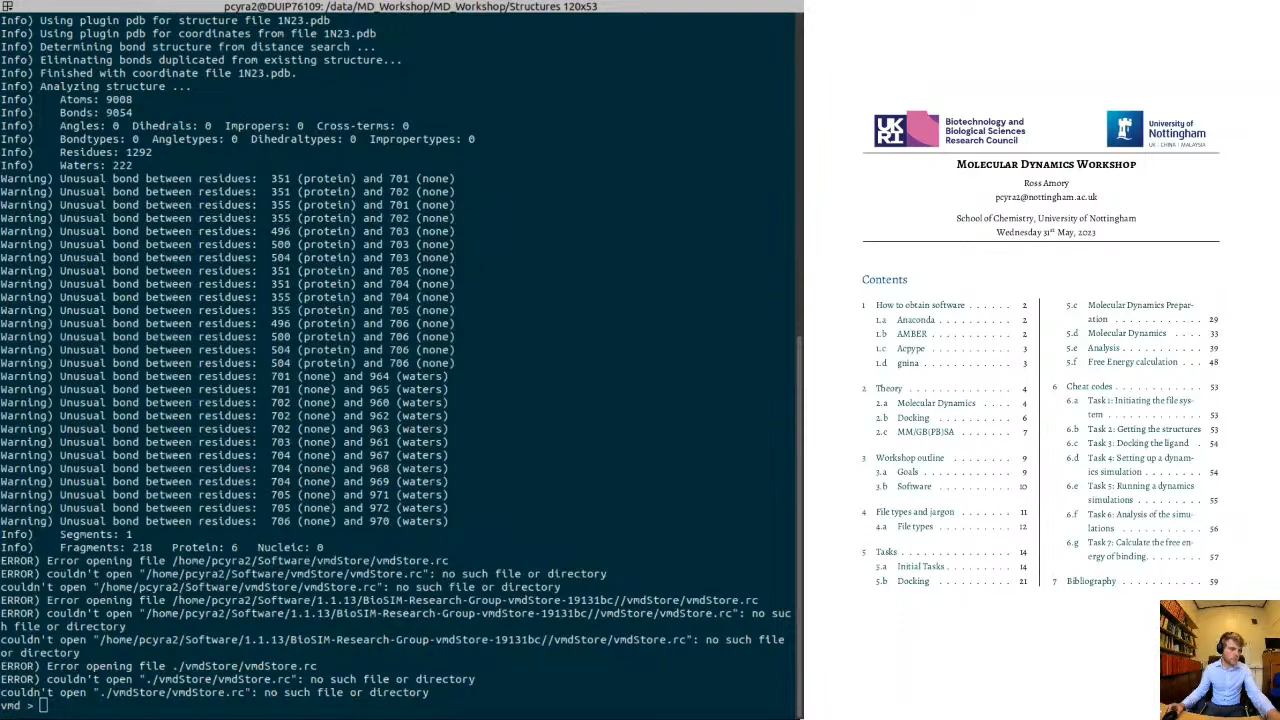 pcyra2@DUIP76109: /data/MD_Workshop/MD_Workshop/Structures 120x53
Info) Using plugin pdb for structure file 1N23.pdb
Info) Using plugin pdb for coordinates from file 1N23.pdb
Info) Determining bond structure from distance search ...
Info) Eliminating bonds duplicated from existing structure...
Info) Finished with coordinate file 1N23.pdb.
Info) Analyzing structure ...
Info)    Atoms: 9008
Info)    Bonds: 9054
Info)    Angles: 0  Dihedrals: 0  Impropers: 0  Cross-terms: 0
Info)    Bondtypes: 0  Angletypes: 0  Dihedraltypes: 0  Impropertypes: 0
Info)    Residues: 1292
Info)    Waters: 222
Warning) Unusual bond between residues:  351 (protein) and 701 (none)
Warning) Unusual bond between residues:  351 (protein) and 702 (none)
Warning) Unusual bond between residues:  355 (protein) and 701 (none)
Warning) Unusual bond between residues:  355 (protein) and 702 (none)
Warning) Unusual bond between residues:  496 (protein) and 703 (none)
Warning) Unusual bond between residues:  500 (protein) and 703 (none)
Warning) Unusual bond between residues:  504 (protein) and 703 (none)
Warning) Unusual bond between residues:  351 (protein) and 705 (none)
Warning) Unusual bond between residues:  351 (protein) and 704 (none)
Warning) Unusual bond between residues:  355 (protein) and 704 (none)
Warning) Unusual bond between residues:  355 (protein) and 705 (none)
Warning) Unusual bond between residues:  496 (protein) and 706 (none)
Warning) Unusual bond between residues:  500 (protein) and 706 (none)
Warning) Unusual bond between residues:  504 (protein) and 706 (none)
Warning) Unusual bond between residues:  701 (none) and 964 (waters)
Warning) Unusual bond between residues:  701 (none) and 965 (waters)
Warning) Unusual bond between residues:  702 (none) and 960 (waters)
Warning) Unusual bond between residues:  702 (none) and 962 (waters)
Warning) Unusual bond between residues:  703 (none) and 961 (waters)
Warning) Unusual bond between residues:  704 (none) and 967 (waters)
Warning) Unusual bond between residues:  704 (none) and 968 (waters)
Warning) Unusual bond between residues:  704 (none) and 969 (waters)
Warning) Unusual bond between residues:  705 (none) and 971 (waters)
Warning) Unusual bond between residues:  705 (none) and 972 (waters)
Warning) Unusual bond between residues:  706 (none) and 970 (waters)
Info)    Segments: 1
Info)    Fragments: 218   Protein: 6   Nucleic: 0
ERROR) Error opening file /home/pcyra2/Software/vmdStore/vmdStore.rc
ERROR) couldn't open "/home/pcyra2/Software/vmdStore/vmdStore.rc": no such file or directory
couldn't open "/home/pcyra2/Software/vmdStore/vmdStore.rc": no such file or directory
ERROR) Error opening file /home/pcyra2/Software/1.1.13/BioSIM-Research-Group-vmdStore-19131bc//vmdStore/vmdStore.rc
ERROR) couldn't open "/home/pcyra2/Software/1.1.13/BioSIM-Research-Group-vmdStore-19131bc//vmdStore/vmdStore.rc": no suc
h file or directory
couldn't open "/home/pcyra2/Software/1.1.13/BioSIM-Research-Group-vmdStore-19131bc//vmdStore/vmdStore.rc": no such file
or directory
ERROR) Error opening file ./vmdStore/vmdStore.rc
ERROR) couldn't open "./vmdStore/vmdStore.rc": no such file or directory
couldn't open "./vmdStore/vmdStore.rc": no such file or directory
vmd >
UKRI
Biotechnology and
Biological Sciences
Research Council
University of
Nottingham
UK | CHINA | MALAYSIA
Molecular Dynamics Workshop
Ross Amory
pcyra2@nottingham.ac.uk
School of Chemistry, University of Nottingham
Wednesday 31st May, 2023
Contents
1 How to obtain software . . . . . . 2
1.a Anaconda . . . . . . . . . . 2
1.b AMBER . . . . . . . . . . . 2
1.c Acpype . . . . . . . . . . . 3
1.d gnina . . . . . . . . . . . . 3
2 Theory . . . . . . . . . . . . . . 4
2.a Molecular Dynamics . . . . 4
2.b Docking . . . . . . . . . . . 6
2.c MM/GB(PB)SA . . . . . . . 7
3 Workshop outline . . . . . . . . 9
3.a Goals . . . . . . . . . . . . 9
3.b Software . . . . . . . . . . 10
4 File types and jargon . . . . . . . 11
4.a File types . . . . . . . . . . 12
5 Tasks . . . . . . . . . . . . . . . 14
5.a Initial Tasks . . . . . . . . . 14
5.b Docking . . . . . . . . . . . 21
5.c Molecular Dynamics Prepar-
ation . . . . . . . . . . . . 29
5.d Molecular Dynamics . . . . 33
5.e Analysis . . . . . . . . . . . 39
5.f Free Energy calculation . . . 48
6 Cheat codes . . . . . . . . . . . . 53
6.a Task 1: Initiating the file sys-
tem . . . . . . . . . . . . . 53
6.b Task 2: Getting the structures 53
6.c Task 3: Docking the ligand . 54
6.d Task 4: Setting up a dynam-
ics simulation . . . . . . . . 54
6.e Task 5: Running a dynamics
simulations . . . . . . . . . 55
6.f Task 6: Analysis of the simu-
lations . . . . . . . . . . . 56
6.g Task 7: Calculate the free en-
ergy of binding. . . . . . . . 57
7 Bibliography . . . . . . . . . . . 59